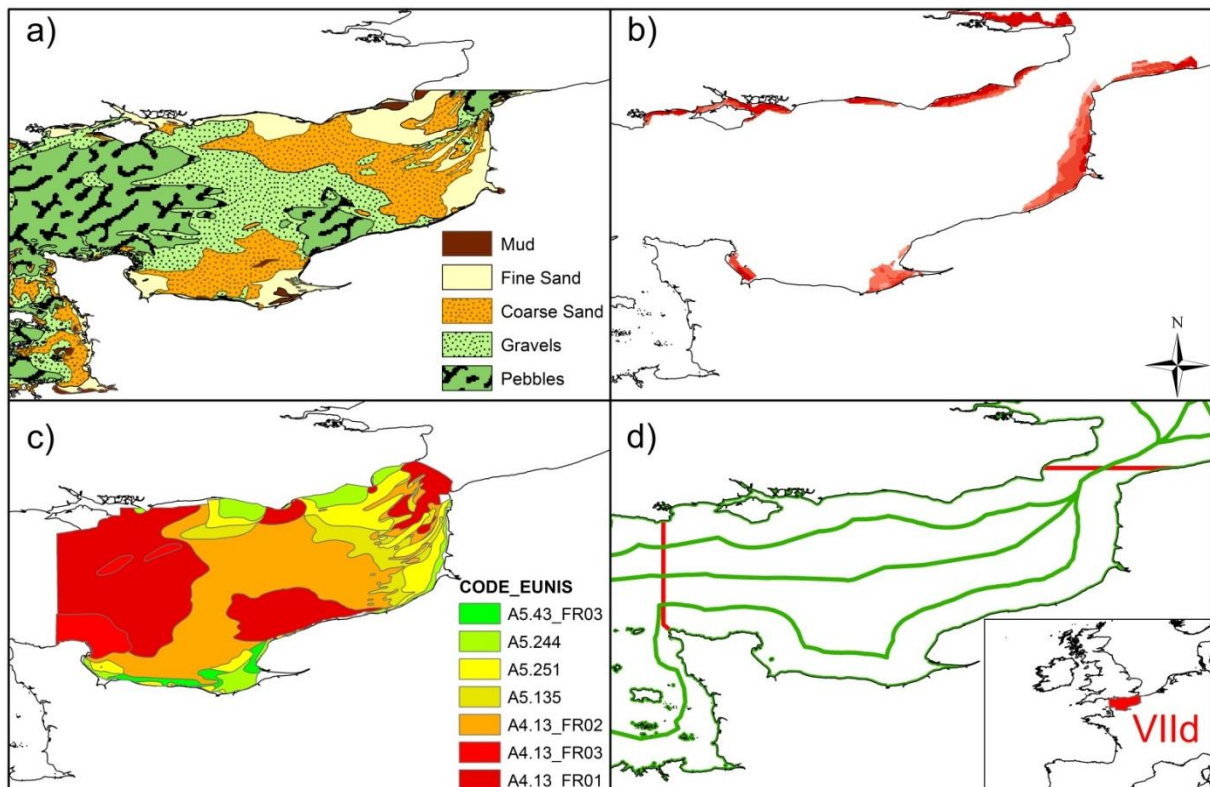 a)
Mud
Fine Sand
Coarse Sand
Gravels
Pebbles
b)
N
c)
CODE_EUNIS
A5.43_FR03
A5.244
A5.251
A5.135
A4.13_FR02
A4.13_FR03
A4.13_FR01
d)
VIId